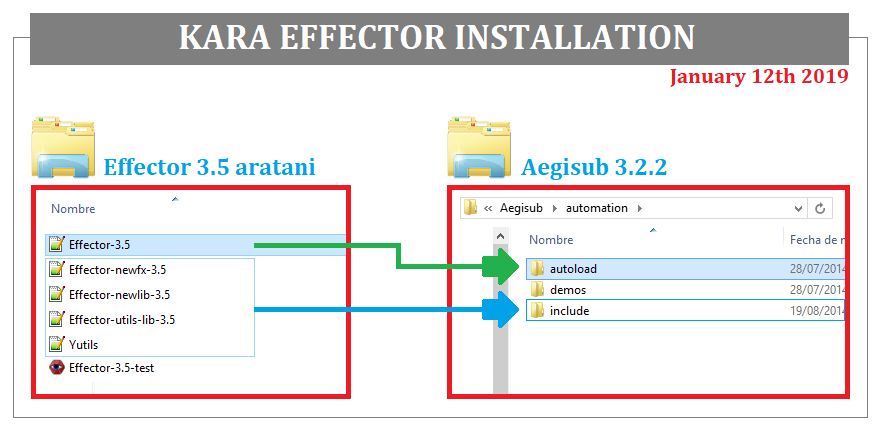 KARA EFFECTOR INSTALLATION
January 12th 2019
Effector 3.5 aratani
Nombre
Effector-3.5
Effector-newfx-3.5
Effector-newlib-3.5
Effector-utils-lib-3.5
Yutils
Effector-3.5-test
Aegisub 3.2.2
« Aegisub automation
Nombre Fecha de m
autoload 28/07/2014
demos 28/07/2014
include 19/08/2014